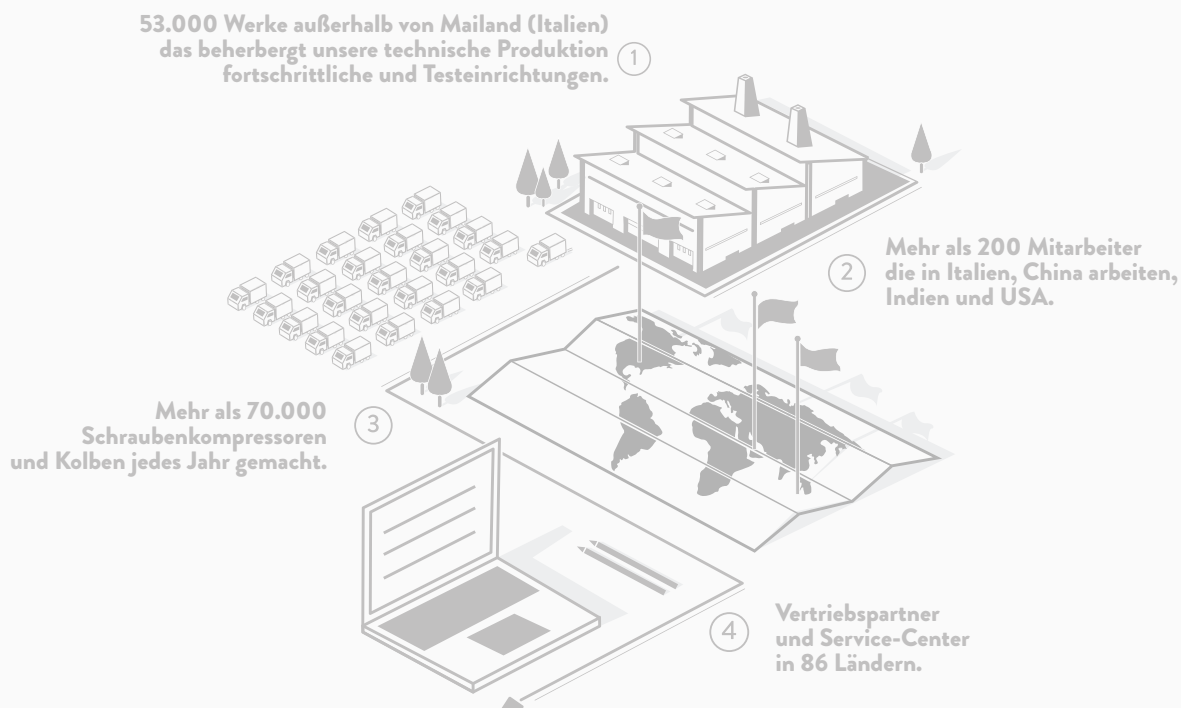 53.000 Werke außerhalb von Mailand (Italien)
das beherbergt unsere technische Produktion
fortschrittliche und Testeinrichtungen.
1
2
Mehr als 200 Mitarbeiter
die in Italien, China arbeiten,
Indien und USA.
3
Mehr als 70.000
Schraubenkompressoren
und Kolben jedes Jahr gemacht.
4
Vertriebspartner
und Service-Center
in 86 Ländern.